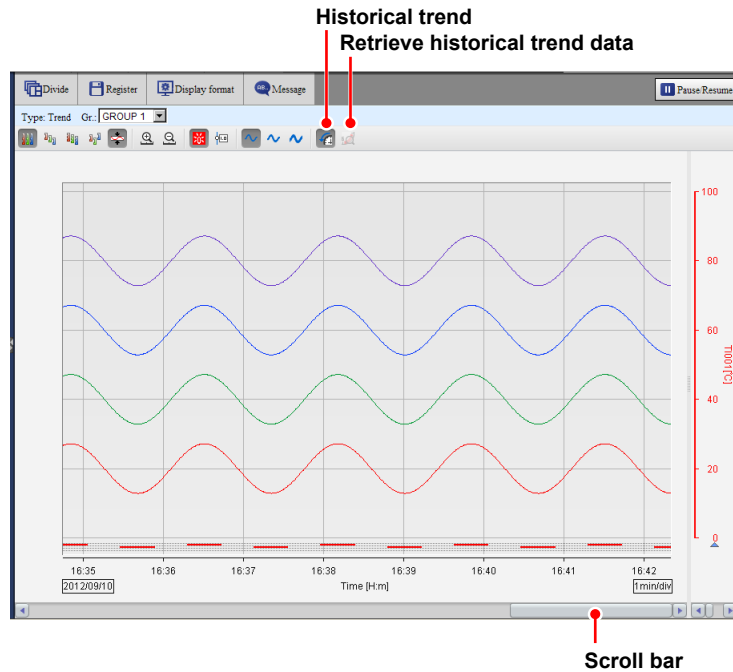 Historical trend
Retrieve historical trend data
Divide Register Display format Message Pause/Resume
Type: Trend Gr.: GROUP 1
100
80
60
40
20
0
TI001[°C]
16:35 16:36 16:37 16:38 16:39 16:40 16:41 16:42
2012/09/10 Time [H:m] 1min/div
Scroll bar